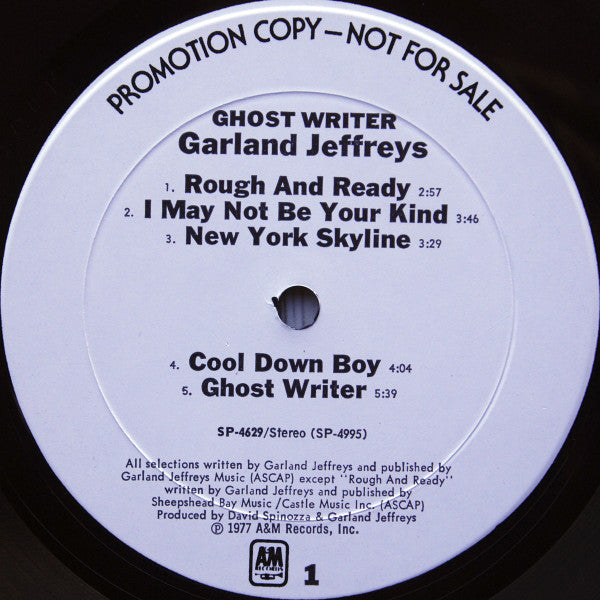 PROMOTION COPY—NOT FOR SALE
GHOST WRITER
Garland Jeffreys
1. Rough And Ready 2:57
2. I May Not Be Your Kind 3:46
3. New York Skyline 3:29
4. Cool Down Boy 4:04
5. Ghost Writer 5:39
SP-4629/Stereo (SP-4995)
All selections written by Garland Jeffreys and published by
Garland Jeffreys Music (ASCAP) except "Rough And Ready"
written by Garland Jeffreys and published by
Sheepshead Bay Music /Castle Music Inc. (ASCAP)
Produced by David Spinozza & Garland Jeffreys
℗ 1977 A&M Records, Inc.
A&M
RECORDS
1